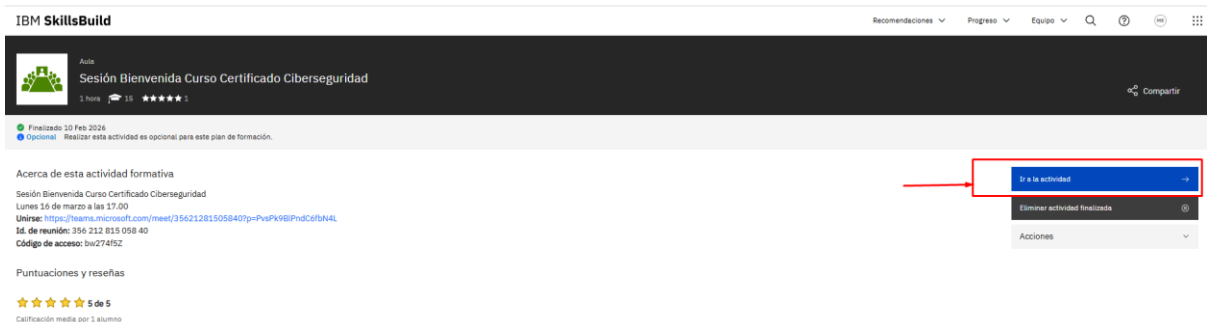 IBM SkillsBuild
Recomendaciones Progreso Equipo
Aula
Sesión Bienvenida Curso Certificado Ciberseguridad
1 hora 15 1
Compartir
Finalizado 10 Feb 2026
Opcional Realizar esta actividad es opcional para este plan de formación.
Acerca de esta actividad formativa
Sesión Bienvenida Curso Certificado Ciberseguridad
Lunes 16 de marzo a las 17.00
Unirse: https://teams.microsoft.com/meet/35621281505840?p=PvsPk9BlPndC6fbN4L
Id. de reunión: 356 212 815 058 40
Código de acceso: bw274f5Z
Ir a la actividad
Eliminar actividad finalizada
Acciones
Puntuaciones y reseñas
5 de 5
Calificación media por 1 alumno